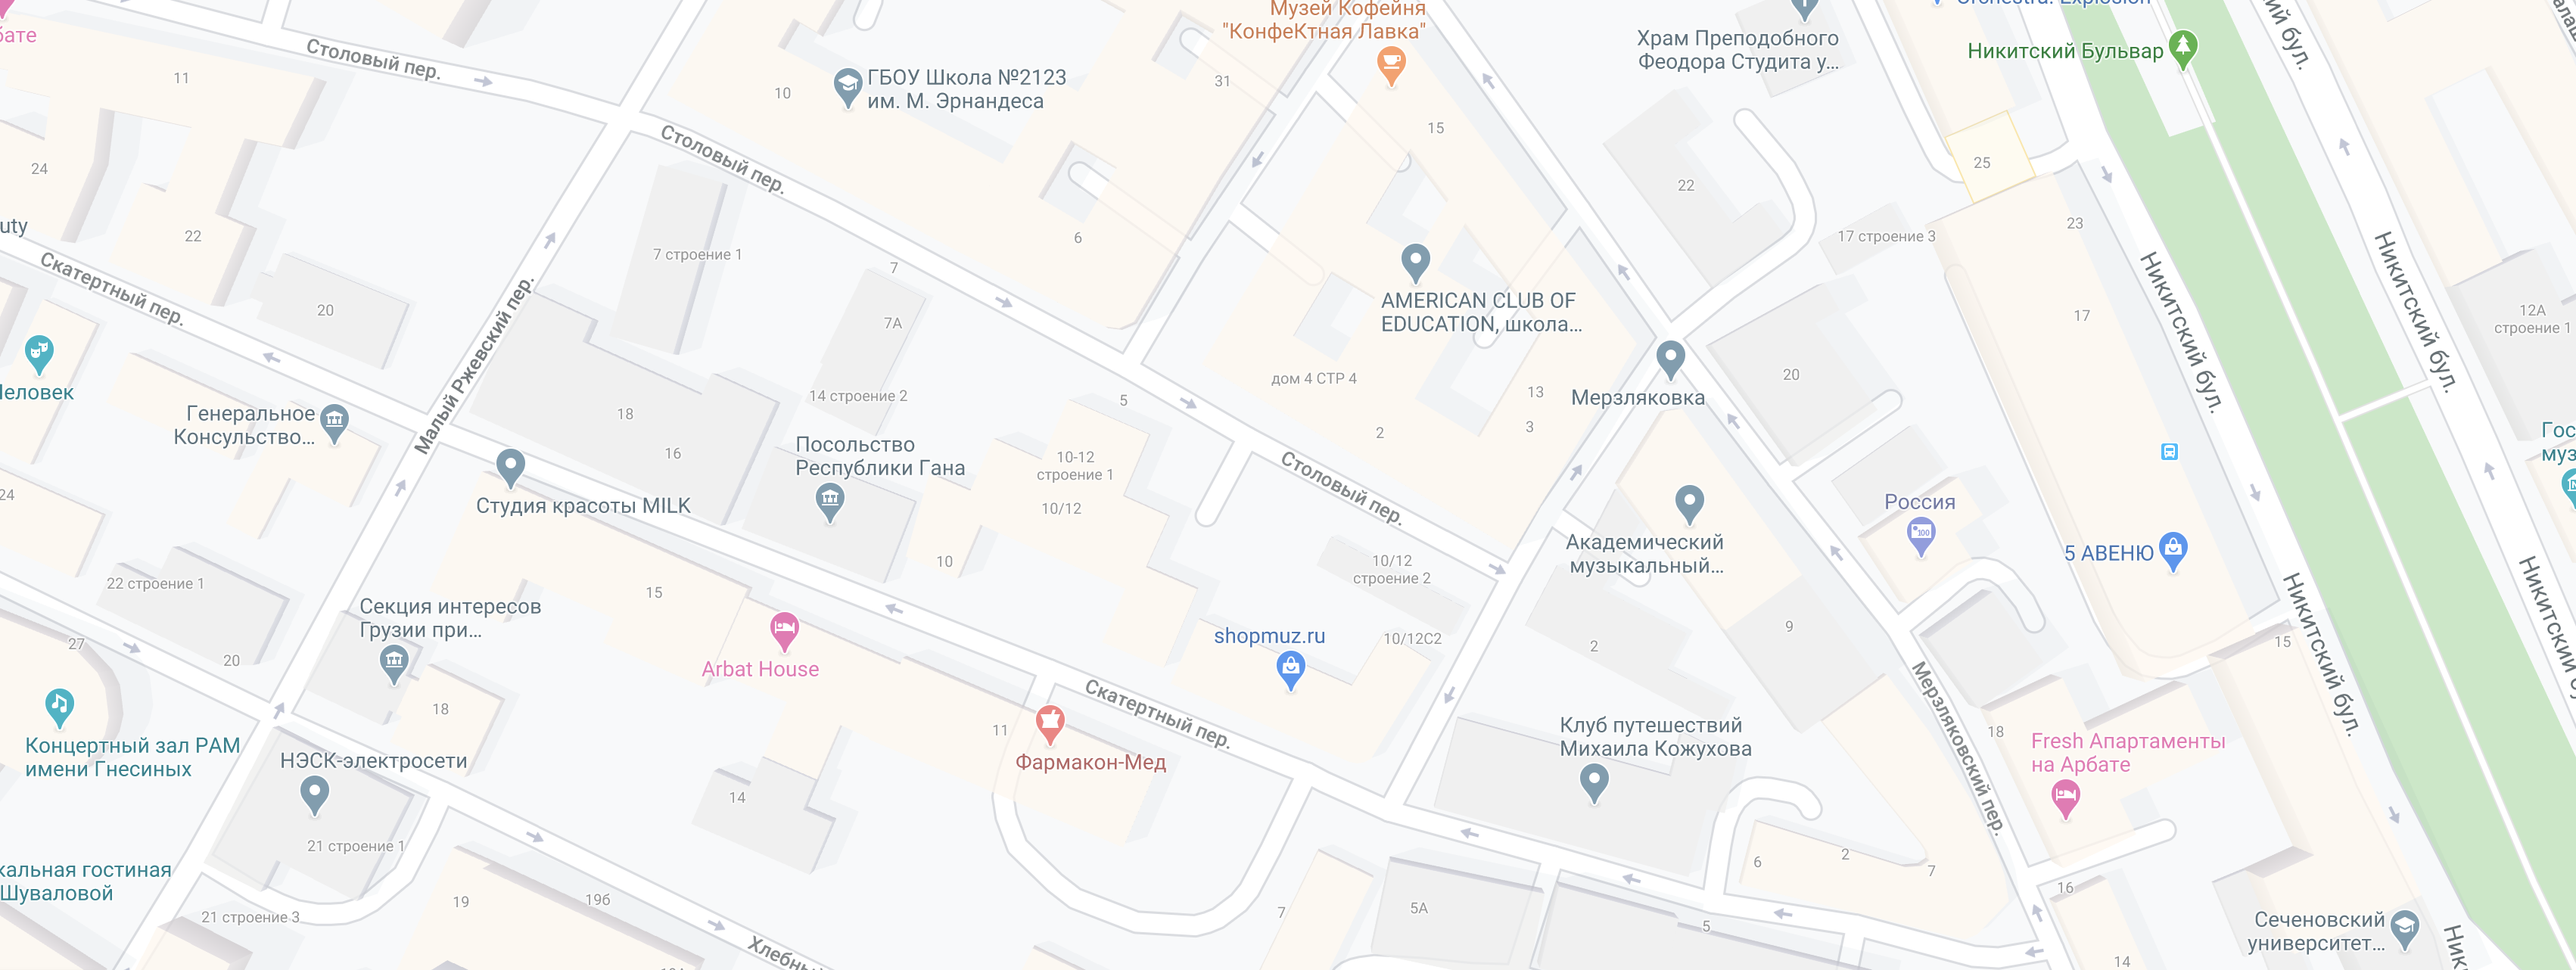 Музей Кофейня
"КонфеКтная Лавка"
Храм Преподобного
Феодора Студита у...
Никитский Бульвар
бате
Столовый пер.
11
10
ГБОУ Школа №2123
им. М. Эрнандеса
31
15
25
24
22
Столовый пер.
22
uty
22
6
7 строение 1
7
17 строение 3
23
Никитский бул.
Никитский бул.
Скатертный пер.
20
7А
AMERICAN CLUB OF
EDUCATION, школа...
17
12А
строение 1
Малый Ржевский пер.
14 строение 2
5
дом 4 СТР 4
13
Мерзляковка
20
Генеральное
Консульство...
18
16
2
3
Посольство
Республики Гана
10-12
строение 1
10/12
Столовый пер.
24
Студия красоты MILK
Россия
5 АВЕНЮ
Академический
музыкальный...
10
10/12
строение 2
22 строение 1
15
Секция интересов
Грузии при...
shopmuz.ru
10/12С2
2
9
Никитский бул.
15
27
20
Arbat House
18
Скатертный пер.
11
Фармакон-Мед
Клуб путешествий
Михаила Кожухова
Мерзляковский пер.
18
Fresh Апартаменты
на Арбате
Концертный зал РАМ
имени Гнесиных
НЭСК-электросети
14
21 строение 1
6
2
7
16
кальная гостиная
Шуваловой
21 строение 3
19
19б
7
5А
5
Сеченовский
университет...
14